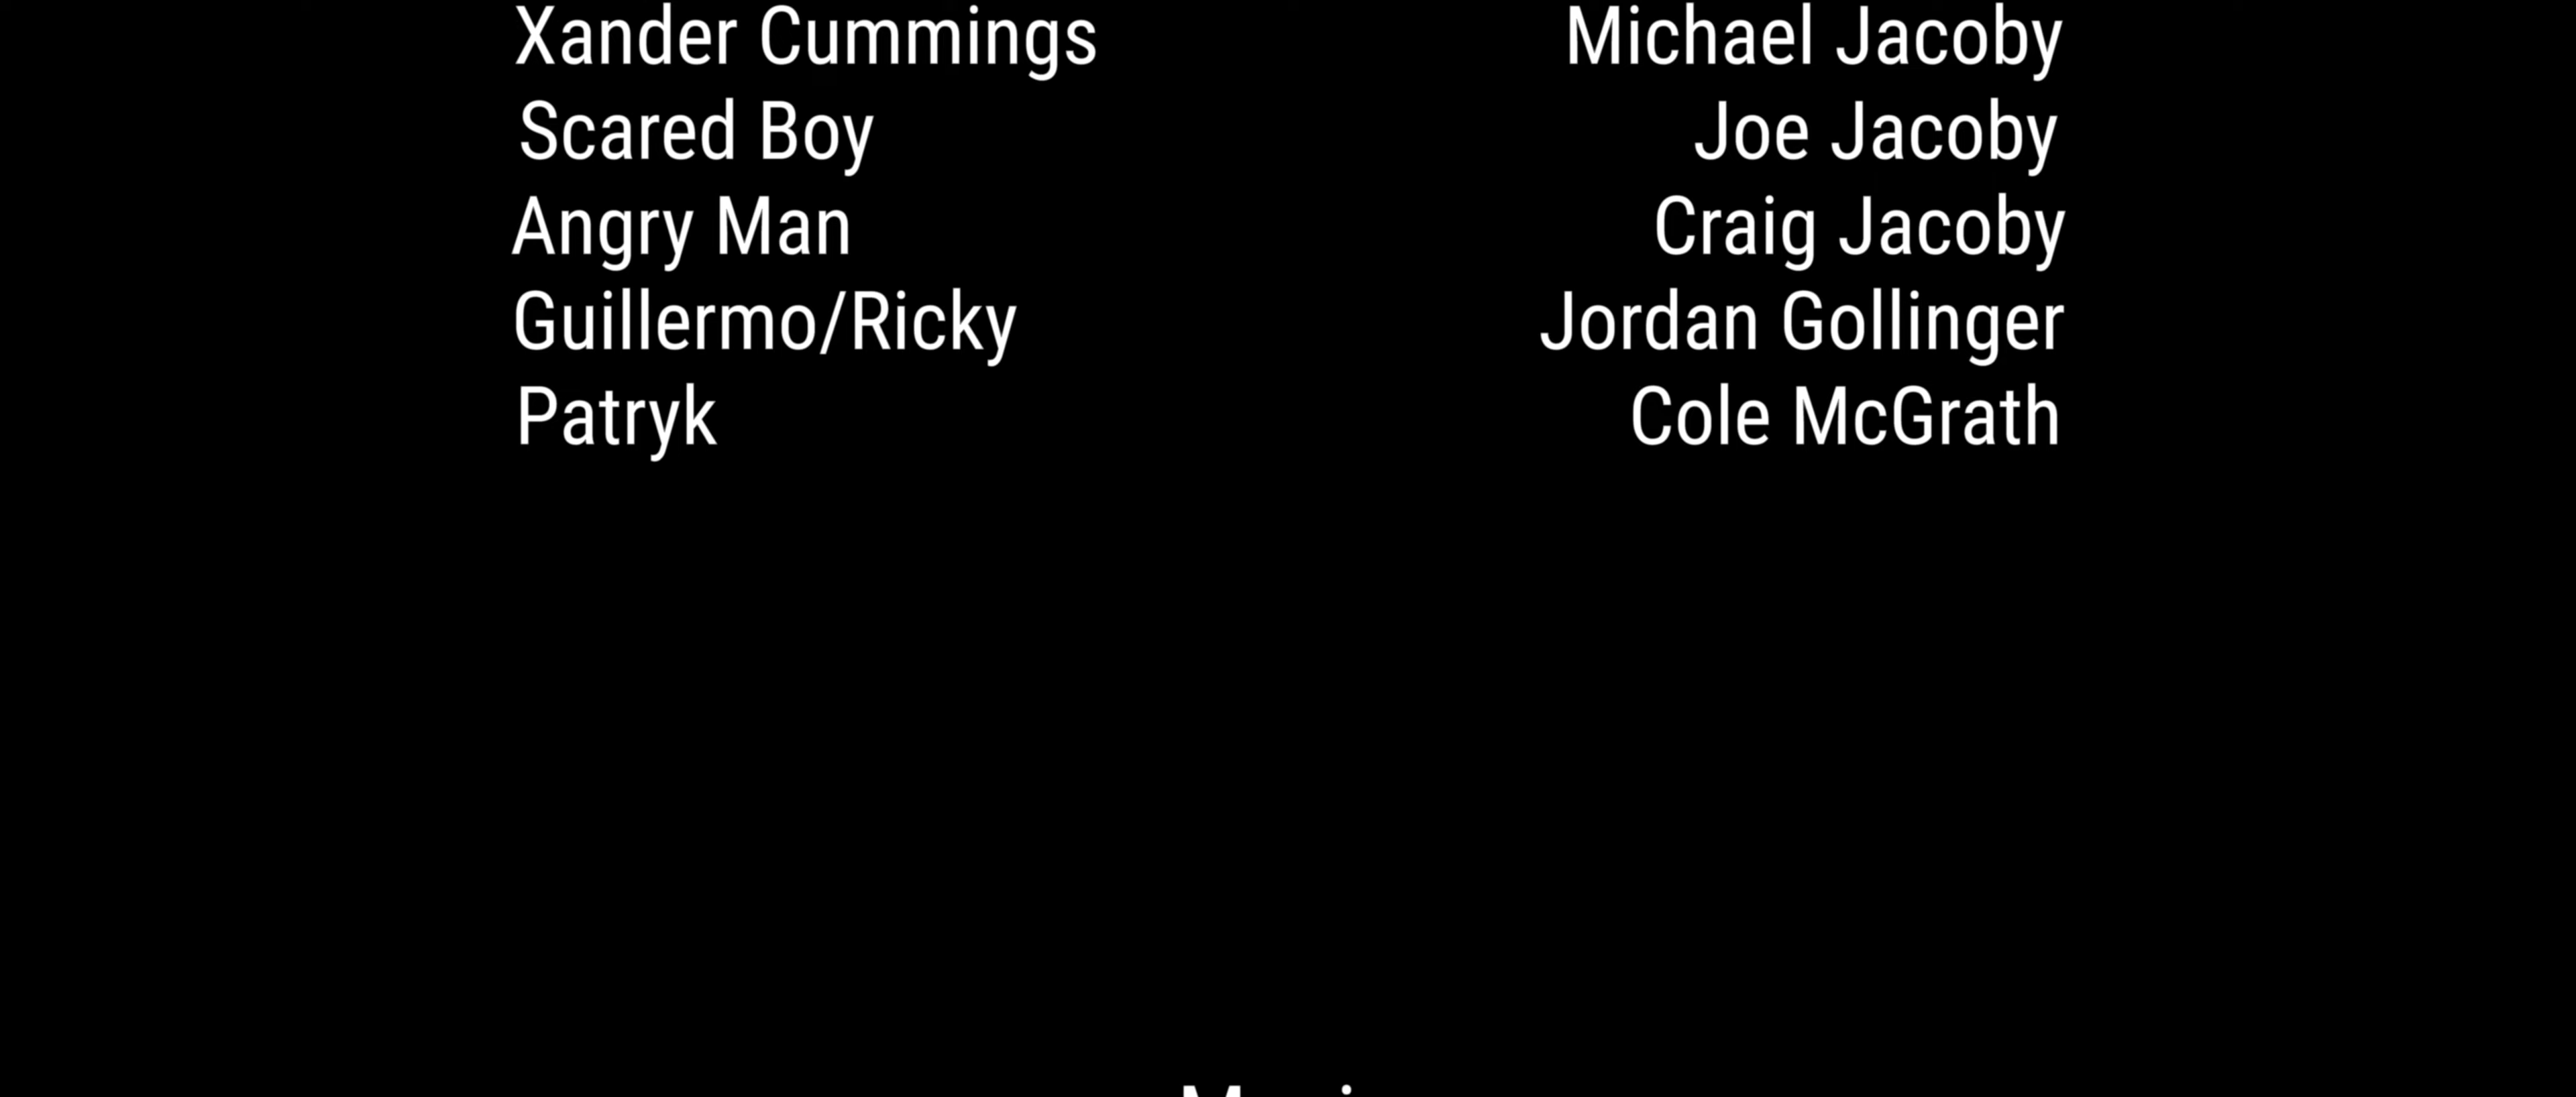 Xander Cummings Michael Jacoby
Scared Boy Joe Jacoby
Angry Man Craig Jacoby
Guillermo/Ricky Jordan Gollinger
Patryk Cole McGrath